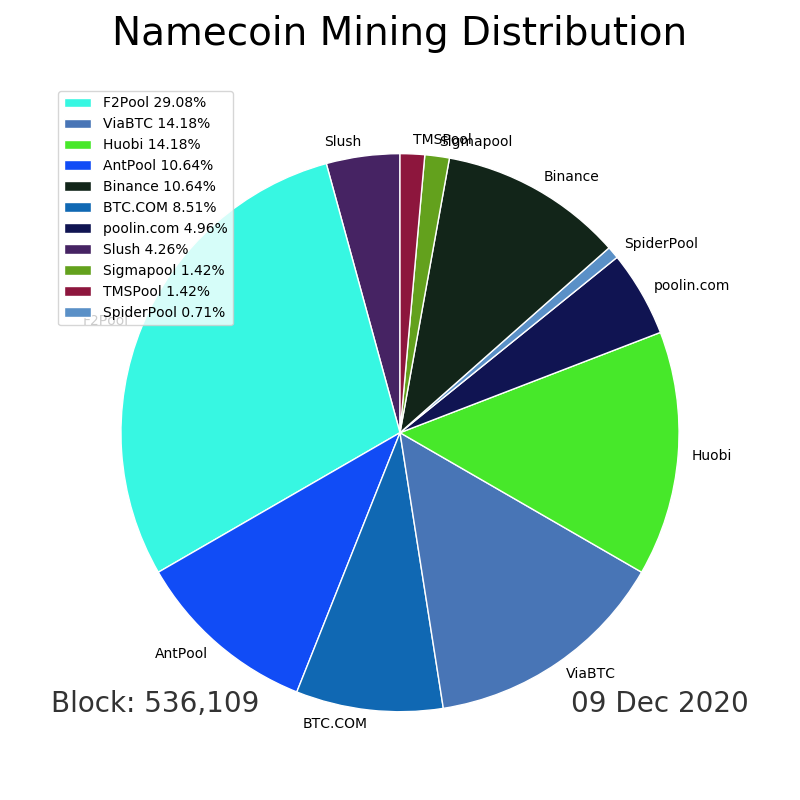 Namecoin Mining Distribution
F2Pool 29.08%
ViaBTC 14.18%
Huobi 14.18%
AntPool 10.64%
Binance 10.64%
BTC.COM 8.51%
poolin.com 4.96%
Slush 4.26%
Sigmapool 1.42%
TMSPool 1.42%
SpiderPool 0.71%
Slush
TMSPool
Sigmapool
Binance
SpiderPool
poolin.com
F2Pool
Huobi
AntPool
ViaBTC
BTC.COM
Block: 536,109
09 Dec 2020